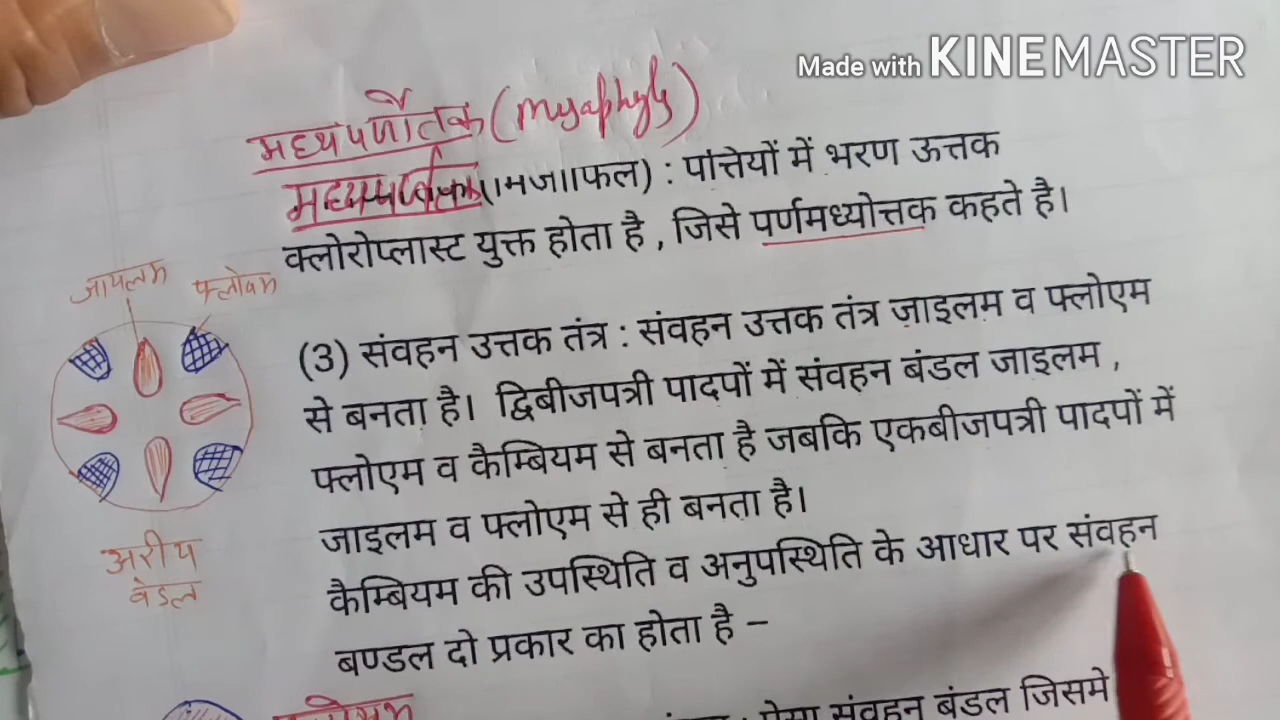 Made with KINEMASTER
मध्यपर्णोतक (mysaphyls)
(।मजााफल) : पत्तियों में भरण ऊत्तक
क्लोरोप्लास्ट युक्त होता है , जिसे पर्णमध्योत्तक कहते है।
जायलम
फ्लोयम
(3) संवहन उत्तक तंत्र : संवहन उत्तक तंत्र जाइलम व फ्लोएम
से बनता है। द्विबीजपत्री पादपों में संवहन बंडल जाइलम ,
फ्लोएम व कैम्बियम से बनता है जबकि एकबीजपत्री पादपों में
जाइलम व फ्लोएम से ही बनता है।
अरीय
बंडल
कैम्बियम की उपस्थिति व अनुपस्थिति के आधार पर संवहन
बण्डल दो प्रकार का होता है –
संवहन बंडल जिसमे